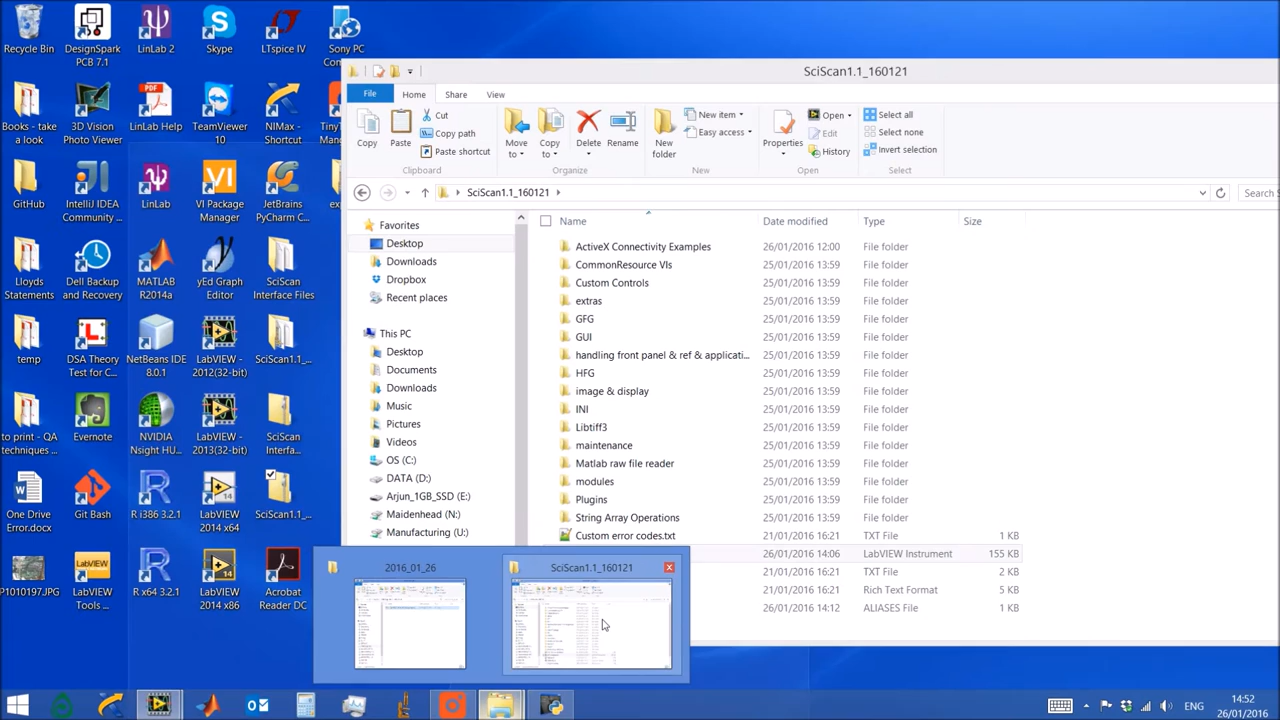 Recycle Bin
DesignSpark
PCB 7.1
LinLab 2
Skype
LTspice IV
Sony PC
Books - take
a look
3D Vision
Photo Viewer
LinLab Help
TeamViewer
10
NIMax -
Shortcut
GitHub
IntelliJ IDEA
Community ...
LinLab
VI Package
Manager
JetBrains
PyCharm C...
Lloyds
Statements
Dell Backup
and Recovery
MATLAB
R2014a
yEd Graph
Editor
SciScan
Interface Files
temp
DSA Theory
Test for C...
NetBeans IDE
8.0.1
LabVIEW -
2012(32-bit)
SciScan1.1_...
to print - QA
techniques ...
Evernote
NVIDIA
Nsight HU...
LabVIEW -
2013(32-bit)
SciScan
Interfa...
One Drive
Error.docx
Git Bash
R i386 3.2.1
LabVIEW
2014 x64
SciScan1.1_...
P1010197.JPG
LabVIEW
Tools ...
R x64 3.2.1
LabVIEW
2014 x86
Acrobat
Reader DC
SciScan1.1_160121
File
Home
Share
View
Copy
Paste
Cut
Copy path
Paste shortcut
Clipboard
Move
to
Copy
to
Delete
Rename
Organize
New
folder
New item
Easy access
New
Properties
Open
Edit
History
Open
Select all
Select none
Invert selection
Select
SciScan1.1_160121
Search
Favorites
Desktop
Downloads
Dropbox
Recent places
This PC
Desktop
Documents
Downloads
Music
Pictures
Videos
OS (C:)
DATA (D:)
Arjun_1GB_SSD (E:)
Maidenhead (N:)
Manufacturing (U:)
Name Date modified Type Size
ActiveX Connectivity Examples 26/01/2016 12:00 File folder
CommonResource VIs 25/01/2016 13:59 File folder
Custom Controls 25/01/2016 13:59 File folder
extras 25/01/2016 13:59 File folder
GFG 25/01/2016 13:59 File folder
GUI 25/01/2016 13:59 File folder
handling front panel & ref & applicati... 25/01/2016 13:59 File folder
HFG 25/01/2016 13:59 File folder
image & display 25/01/2016 13:59 File folder
INI 25/01/2016 13:59 File folder
Libtiff3 25/01/2016 13:59 File folder
maintenance 25/01/2016 13:59 File folder
Matlab raw file reader 25/01/2016 13:59 File folder
modules 25/01/2016 13:59 File folder
Plugins 25/01/2016 13:59 File folder
String Array Operations 25/01/2016 13:59 File folder
Custom error codes.txt 21/01/2016 16:21 TXT File 1 KB
26/01/2016 14:06 LabVIEW Instrument 155 KB
21/01/2016 16:21 TXT File 2 KB
21/01/2016 16:21 Rich Text Format 5 KB
26/01/2016 16:12 ALIASES File 1 KB
2016_01_26
SciScan1.1_160121
ENG
14:52
26/01/2016